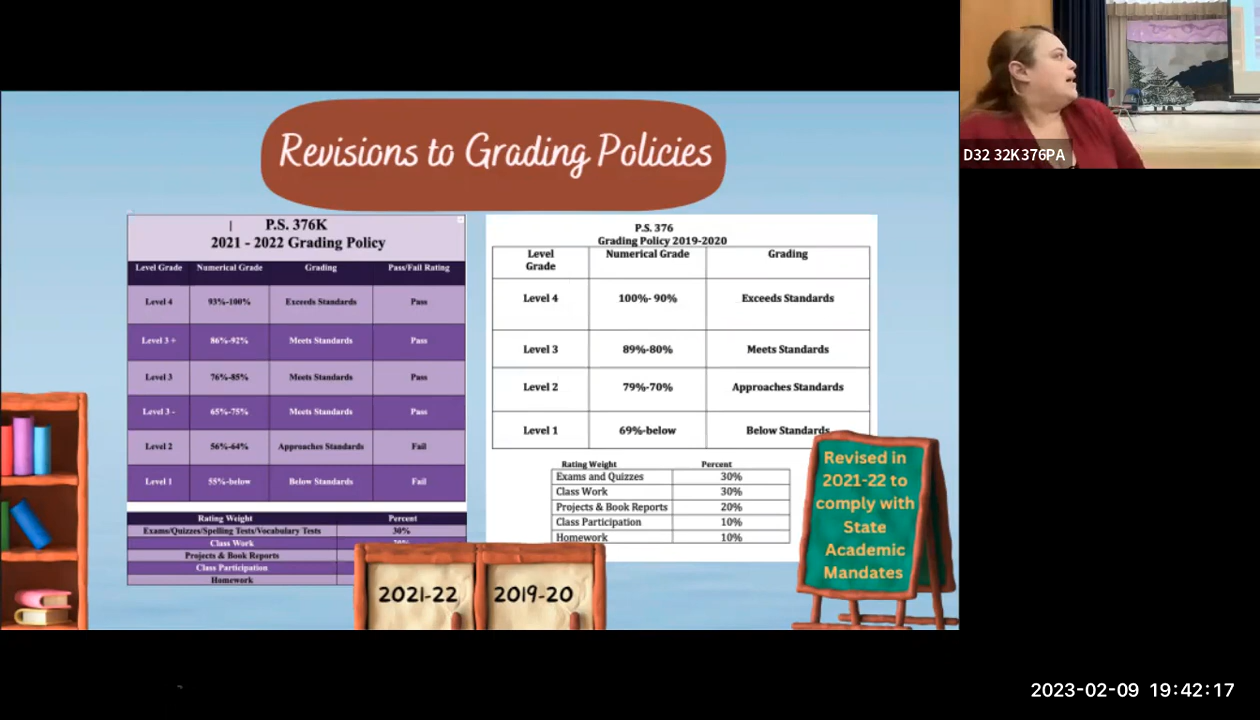 Revisions to Grading Policies
P.S. 376K
2021 - 2022 Grading Policy
Level Grade Numerical Grade Grading Pass/Fail Rating
Level 4 93%-100% Exceeds Standards Pass
Level 3 + 86%-92% Meets Standards Pass
Level 3 76%-85% Meets Standards Pass
Level 3 - 65%-75% Meets Standards Pass
Level 2 56%-64% Approaches Standards Fail
Level 1 55%-below Below Standards Fail
Rating Weight Percent
Exams/Quizzes/Spelling Tests/Vocabulary Tests 30%
Class Work
Projects & Book Reports
Class Participation
Homework
P.S. 376
Grading Policy 2019-2020
Level
Grade Numerical Grade Grading
Level 4 100%- 90% Exceeds Standards
Level 3 89%-80% Meets Standards
Level 2 79%-70% Approaches Standards
Level 1 69%-below Below Standards
Rating Weight Percent
Exams and Quizzes 30%
Class Work 30%
Projects & Book Reports 20%
Class Participation 10%
Homework 10%
2021-22 2019-20
Revised in
2021-22 to
comply with
State
Academic
Mandates
D32 32K376PA
2023-02-09 19:42:17